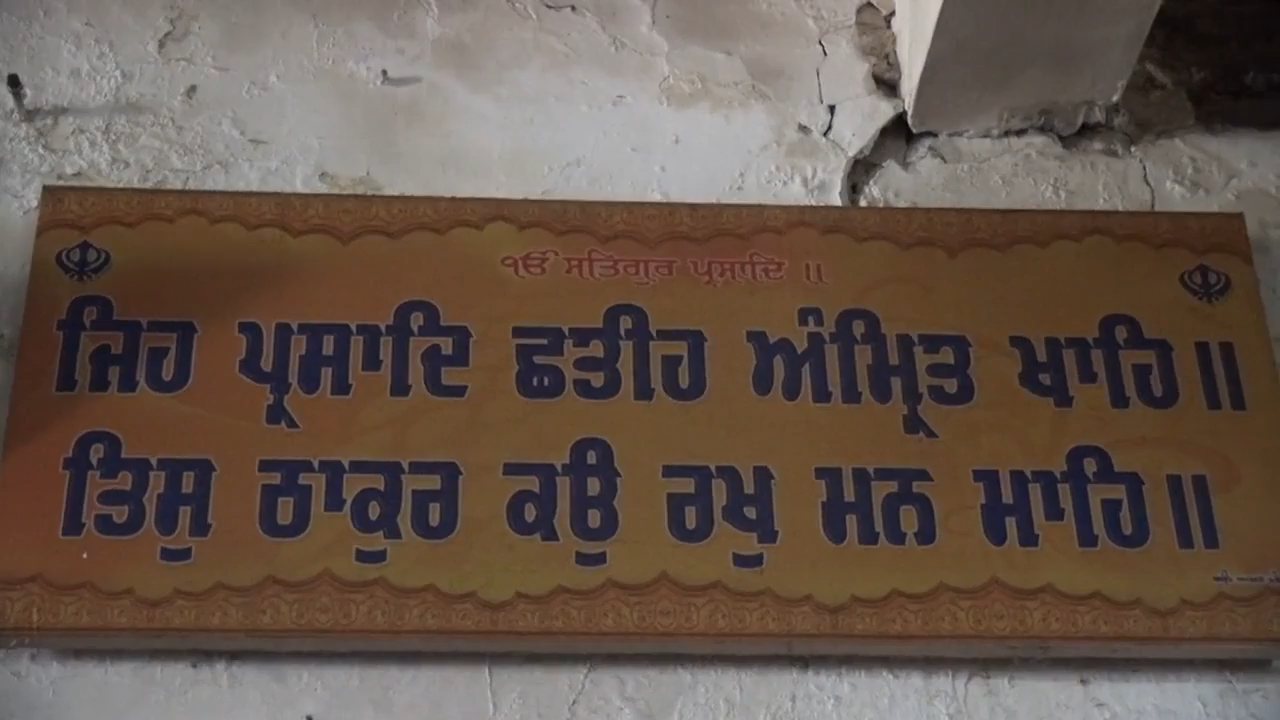 ੴ ਸਤਿਗੁਰ ਪ੍ਰਸਾਦਿ ॥
ਜਿਹ ਪ੍ਰਸਾਦਿ ਛਤੀਹ ਅੰਮ੍ਰਿਤ ਖਾਹਿ ॥
ਤਿਸੁ ਠਾਕੁਰ ਕਉੁ ਰਖੁ ਮਨ ਮਾਹਿ ॥